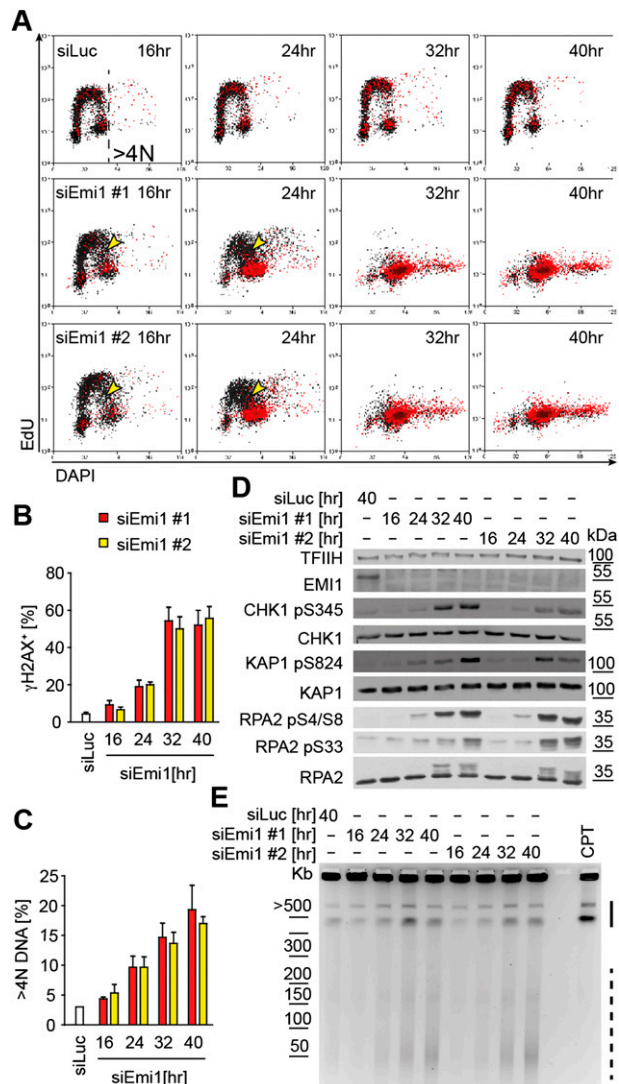 A
siLuc 16hr
24hr
32hr
40hr
>4N
siEmi1 #1 16hr
24hr
32hr
40hr
siEmi1 #2 16hr
24hr
32hr
40hr
EdU
DAPI
B
siEmi1 #1
siEmi1 #2
γH2AX⁺ [%]
80
60
40
20
0
siLuc
16 24 32 40
siEmi1[hr]
C
>4N DNA [%]
25
20
15
10
5
0
siLuc
16 24 32 40
siEmi1[hr]
D
siLuc [hr] 40 – – – – – – – –
siEmi1 #1 [hr] – 16 24 32 40 – – – –
siEmi1 #2 [hr] – – – – – 16 24 32 40 kDa
TFIIH 100
EMI1 55
CHK1 pS345 55
CHK1 55
KAP1 pS824 100
KAP1 100
RPA2 pS4/S8 35
RPA2 pS33 35
RPA2 35
E
siLuc [hr] 40 – – – – – – – –
siEmi1 #1 [hr] – 16 24 32 40 – – – –
siEmi1 #2 [hr] – – – – – 16 24 32 40 CPT
Kb
>500
300
200
150
100
50